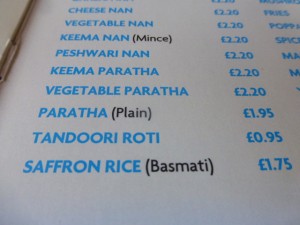 CHEESE NAN £2.20 FRIES
VEGETABLE NAN £2.20
KEEMA NAN (Mince) £2.20
PESHWARI NAN £2.20
KEEMA PARATHA £2.20
VEGETABLE PARATHA £2.20
PARATHA (Plain) £1.95
TANDOORI ROTI £0.95
SAFFRON RICE (Basmati) £1.75